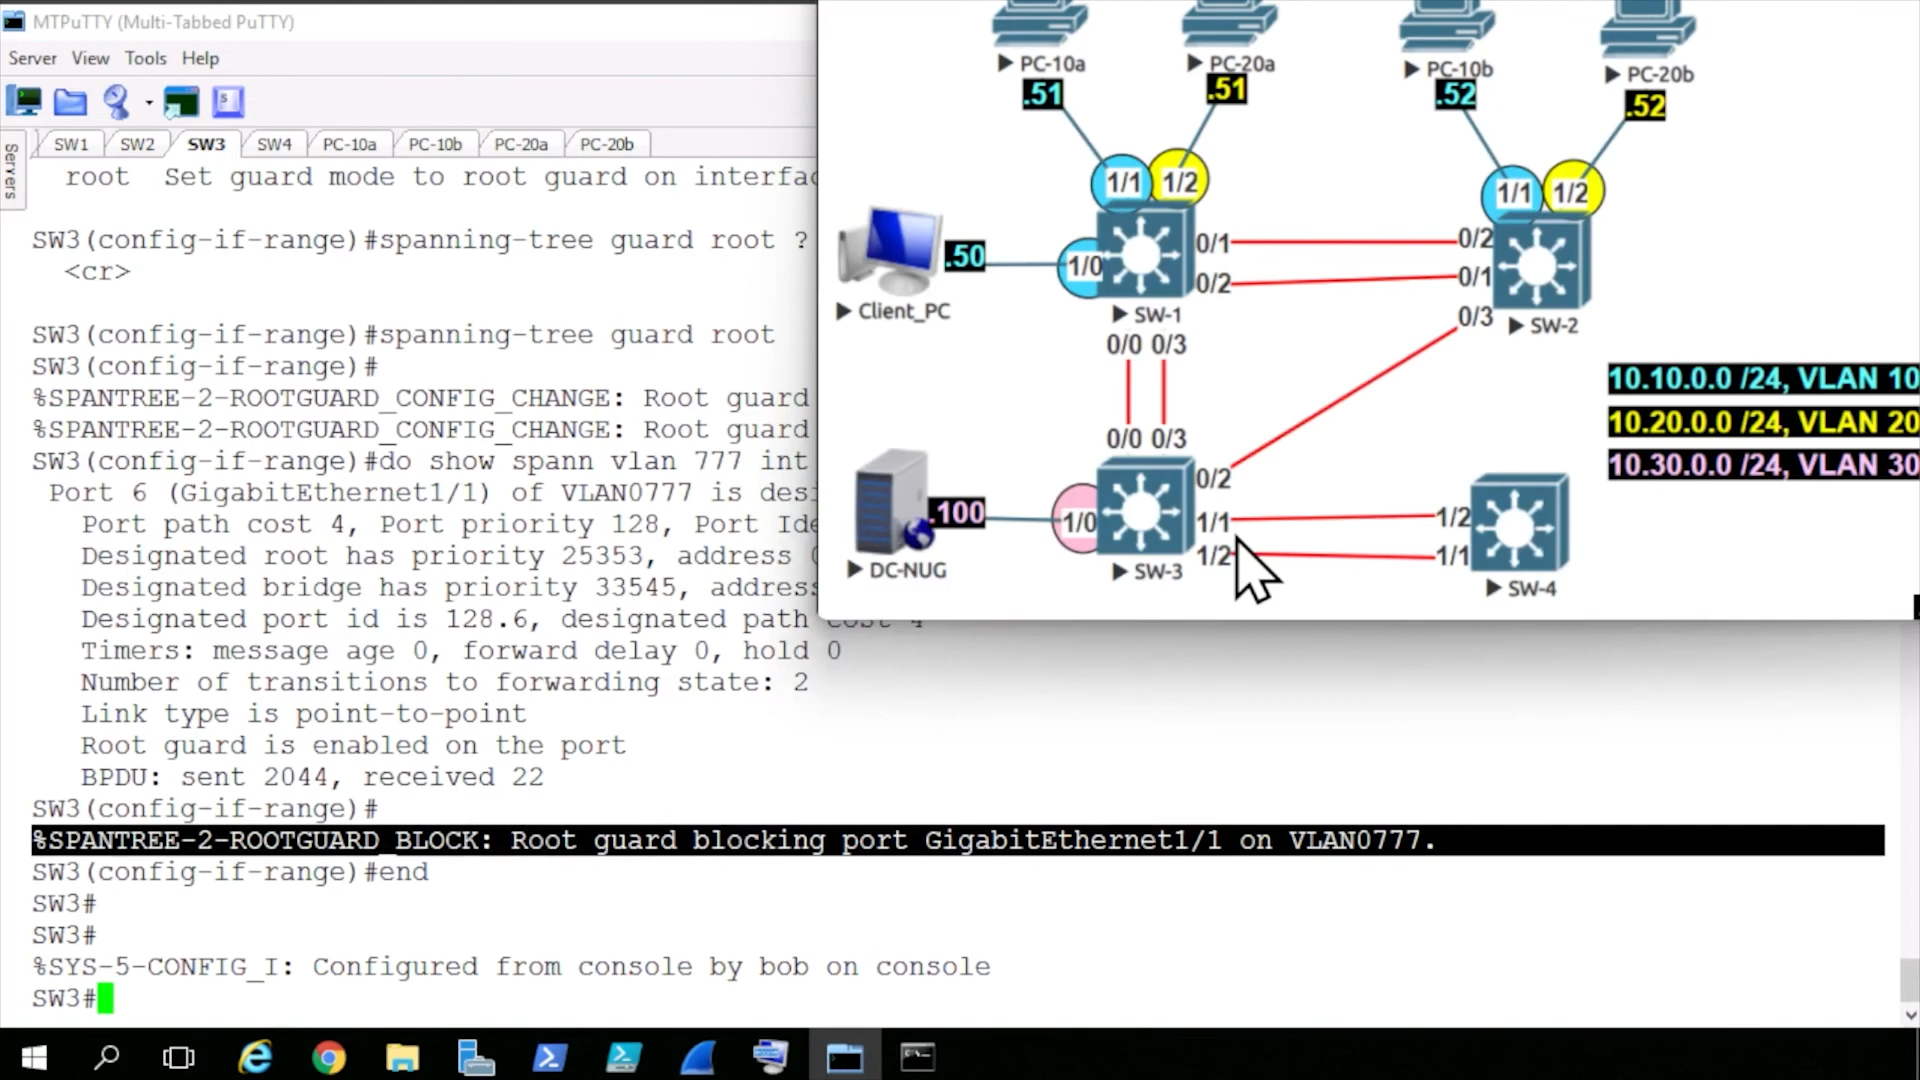 MTPuTTY (Multi-Tabbed PuTTY)
Server View Tools Help
Servers
SW1 SW2 SW3 SW4 PC-10a PC-10b PC-20a PC-20b
root Set guard mode to root guard on interfac
SW3(config-if-range)#spanning-tree guard root ?
<cr>
SW3(config-if-range)#spanning-tree guard root
SW3(config-if-range)#
%SPANTREE-2-ROOTGUARD_CONFIG_CHANGE: Root guard
%SPANTREE-2-ROOTGUARD_CONFIG_CHANGE: Root guard
SW3(config-if-range)#do show spann vlan 777 int
Port 6 (GigabitEthernet1/1) of VLAN0777 is desi
Port path cost 4, Port priority 128, Port Ide
Designated root has priority 25353, address
Designated bridge has priority 33545, address
Designated port id is 128.6, designated path cost 4
Timers: message age 0, forward delay 0, hold 0
Number of transitions to forwarding state: 2
Link type is point-to-point
Root guard is enabled on the port
BPDU: sent 2044, received 22
SW3(config-if-range)#
%SPANTREE-2-ROOTGUARD_BLOCK: Root guard blocking port GigabitEthernet1/1 on VLAN0777.
SW3(config-if-range)#end
SW3#
SW3#
%SYS-5-CONFIG_I: Configured from console by bob on console
SW3#
PC-10a PC-20a PC-10b PC-20b
.51 .51 .52 .52
1/1 1/2 1/1 1/2
.50 1/0 0/1 0/2
0/2 0/1
Client_PC SW-1 0/3 SW-2
0/0 0/3
10.10.0.0 /24, VLAN 10
10.20.0.0 /24, VLAN 20
0/0 0/3
10.30.0.0 /24, VLAN 30
0/2
.100 1/0 1/1 1/2
1/2 1/1
DC-NUG SW-3 SW-4